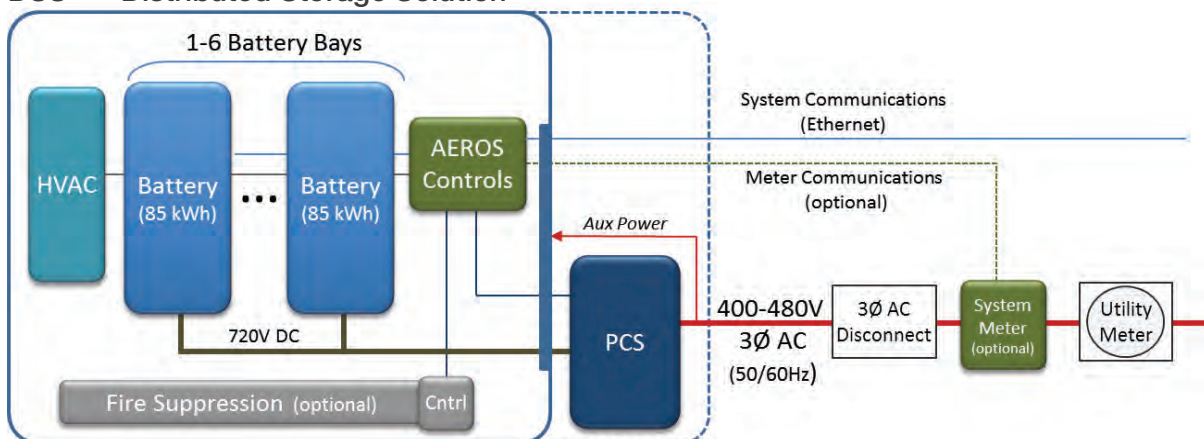 DSS – Distributed Storage Solution
1-6 Battery Bays
HVAC
Battery
(85 kWh)
...
Battery
(85 kWh)
AEROS
Controls
System Communications
(Ethernet)
Meter Communications
(optional)
Aux Power
720V DC
PCS
400-480V
3Ø AC
(50/60Hz)
3Ø AC
Disconnect
System
Meter
(optional)
Utility
Meter
Fire Suppression (optional)
Cntrl